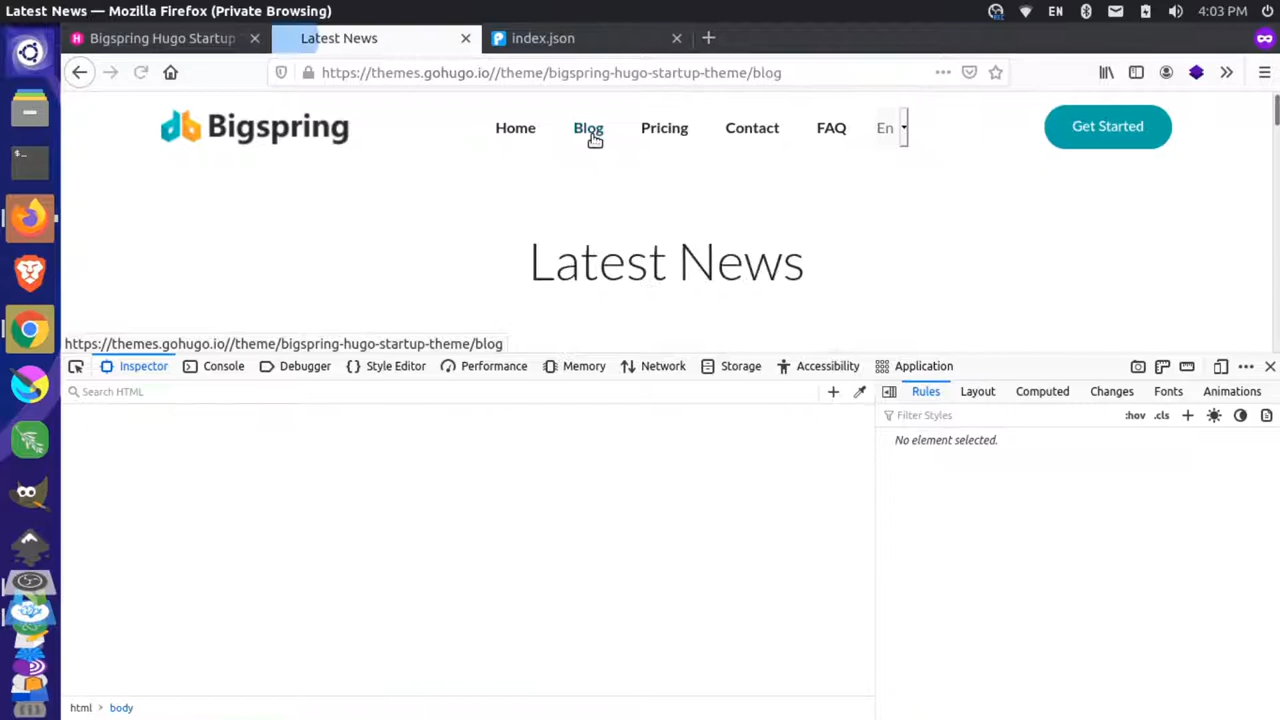 Latest News — Mozilla Firefox (Private Browsing)
EN
4:03 PM
Bigspring Hugo Startup
Latest News
index.json
https://themes.gohugo.io//theme/bigspring-hugo-startup-theme/blog
Bigspring
Home
Blog
Pricing
Contact
FAQ
En
Get Started
Latest News
https://themes.gohugo.io//theme/bigspring-hugo-startup-theme/blog
Inspector
Console
Debugger
Style Editor
Performance
Memory
Network
Storage
Accessibility
Application
Search HTML
Rules
Layout
Computed
Changes
Fonts
Animations
Filter Styles
:hov
.cls
No element selected.
html > body